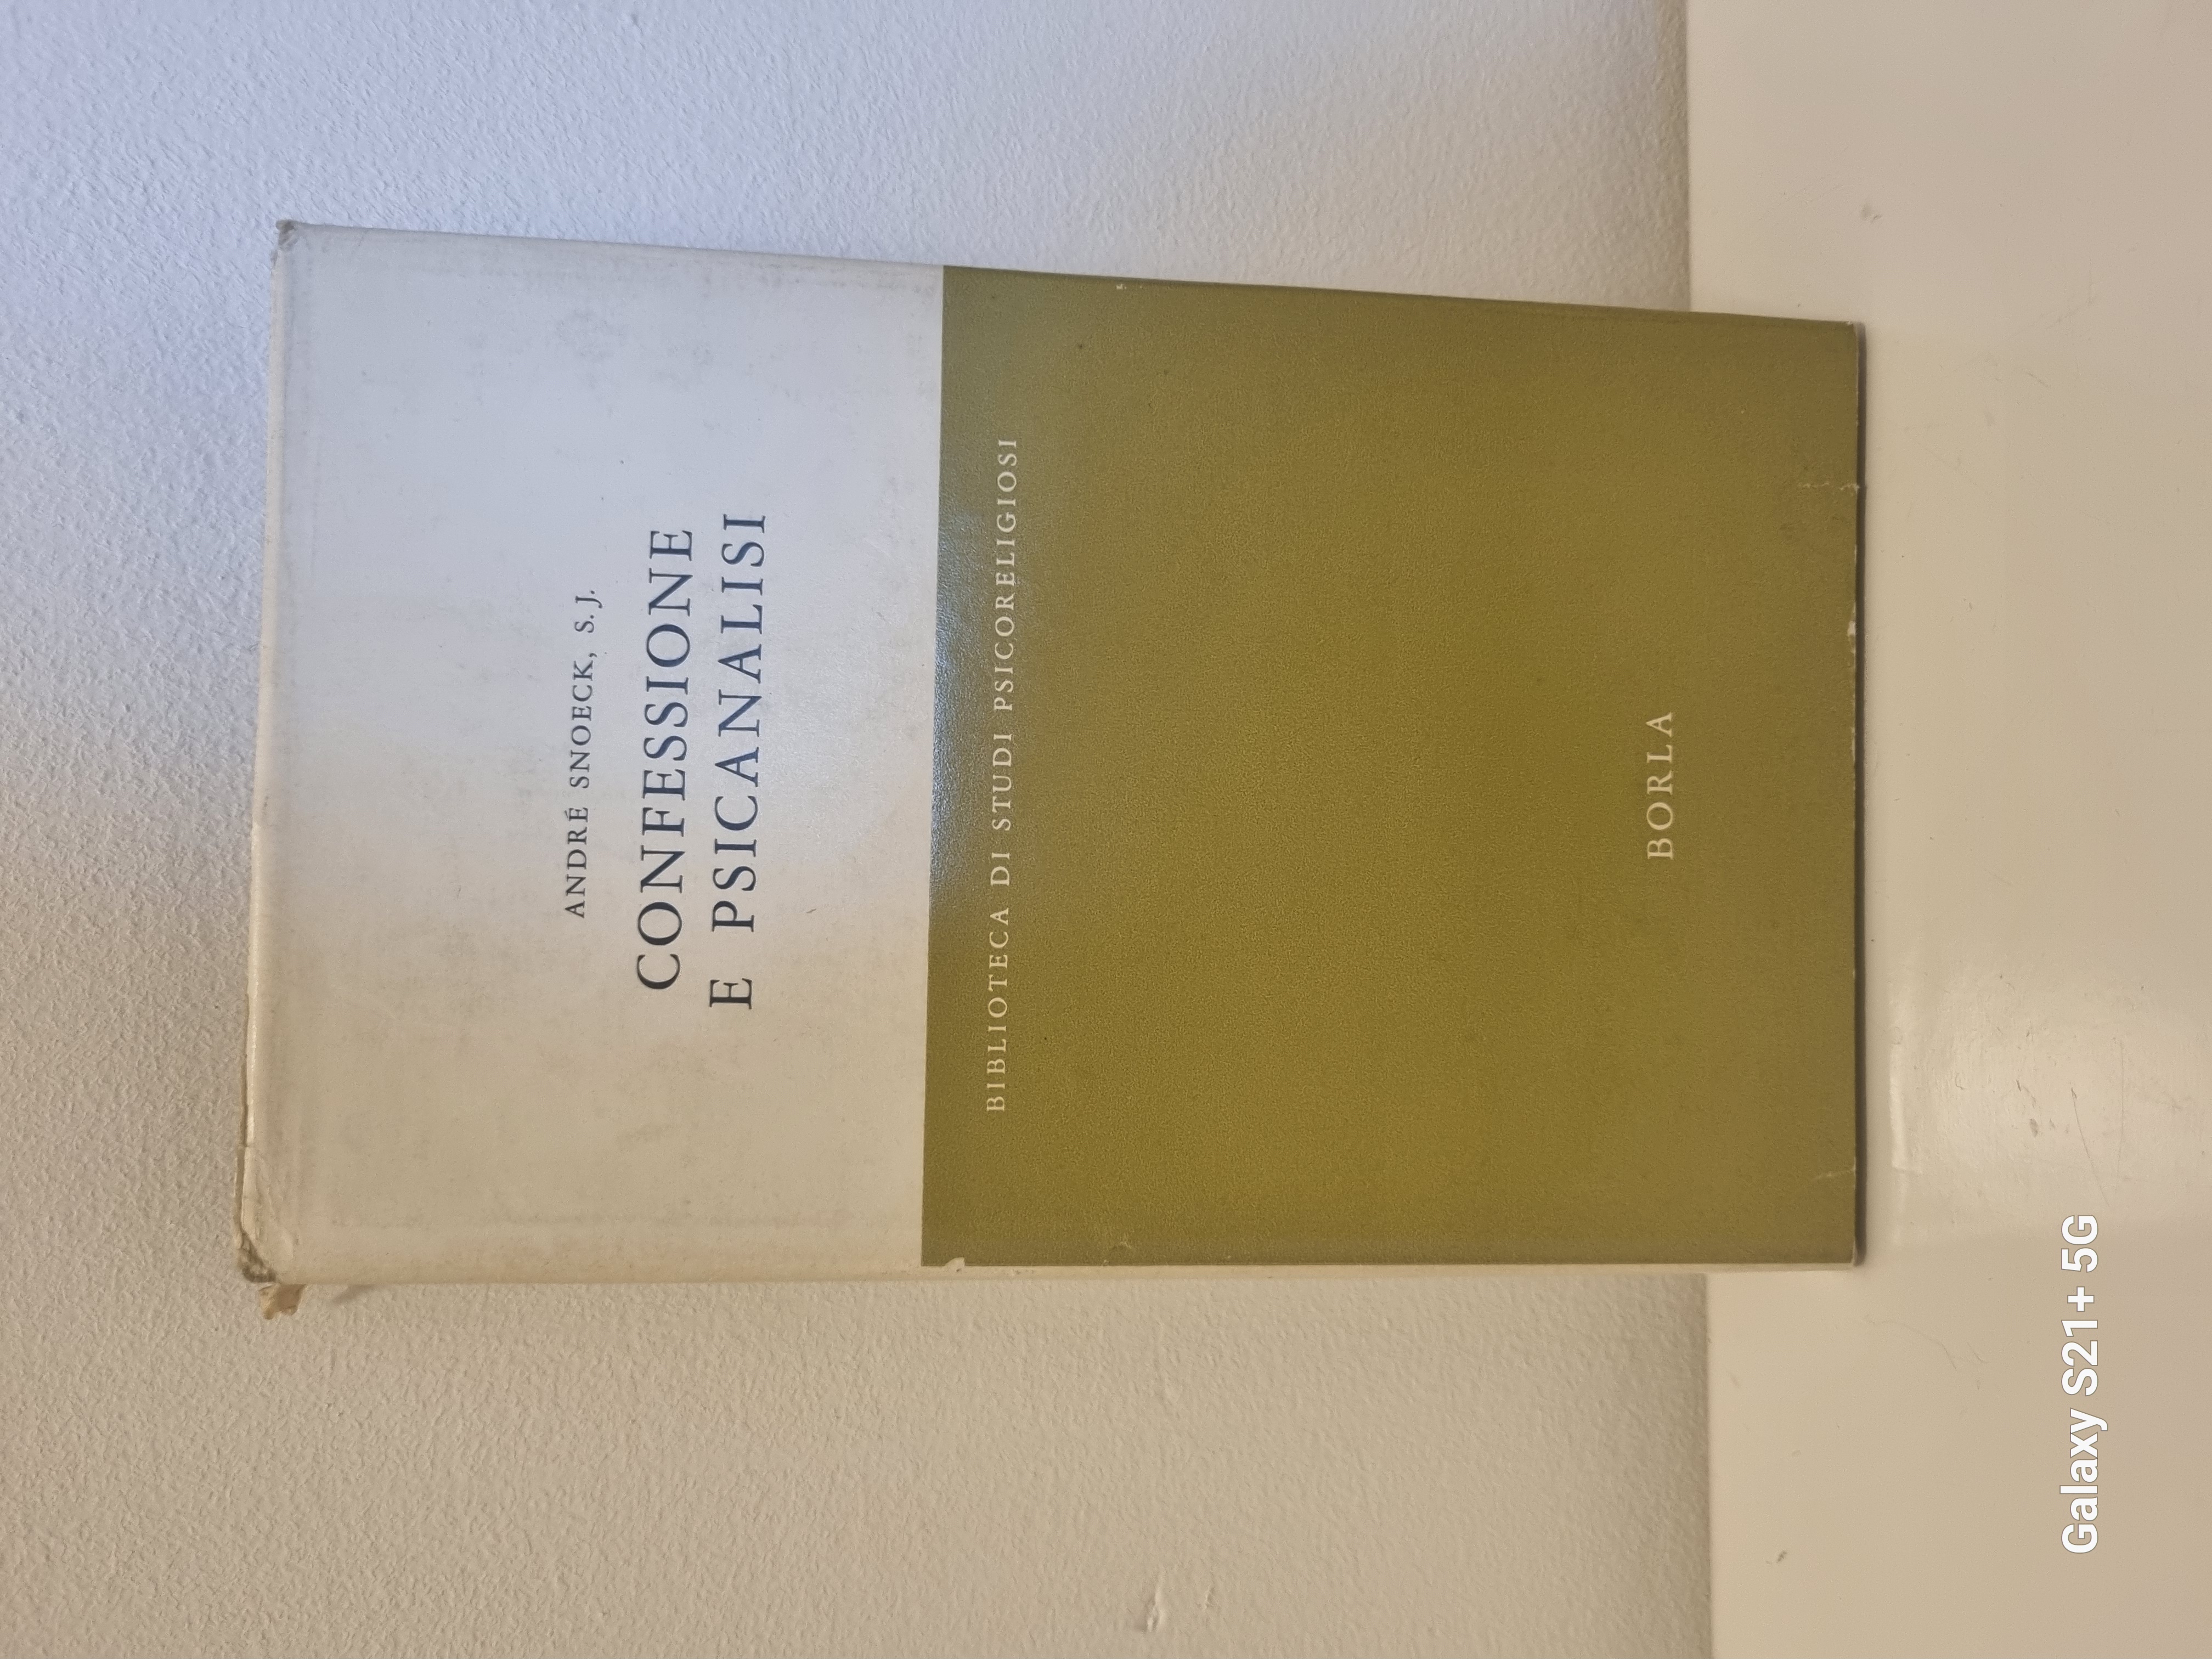 ANDRÉ SNOECK, S.J.
CONFESSIONE
E PSICANALISI
BIBLIOTECA DI STUDI PSICORELIGIOSI
BORLA
Galaxy S21+ 5G